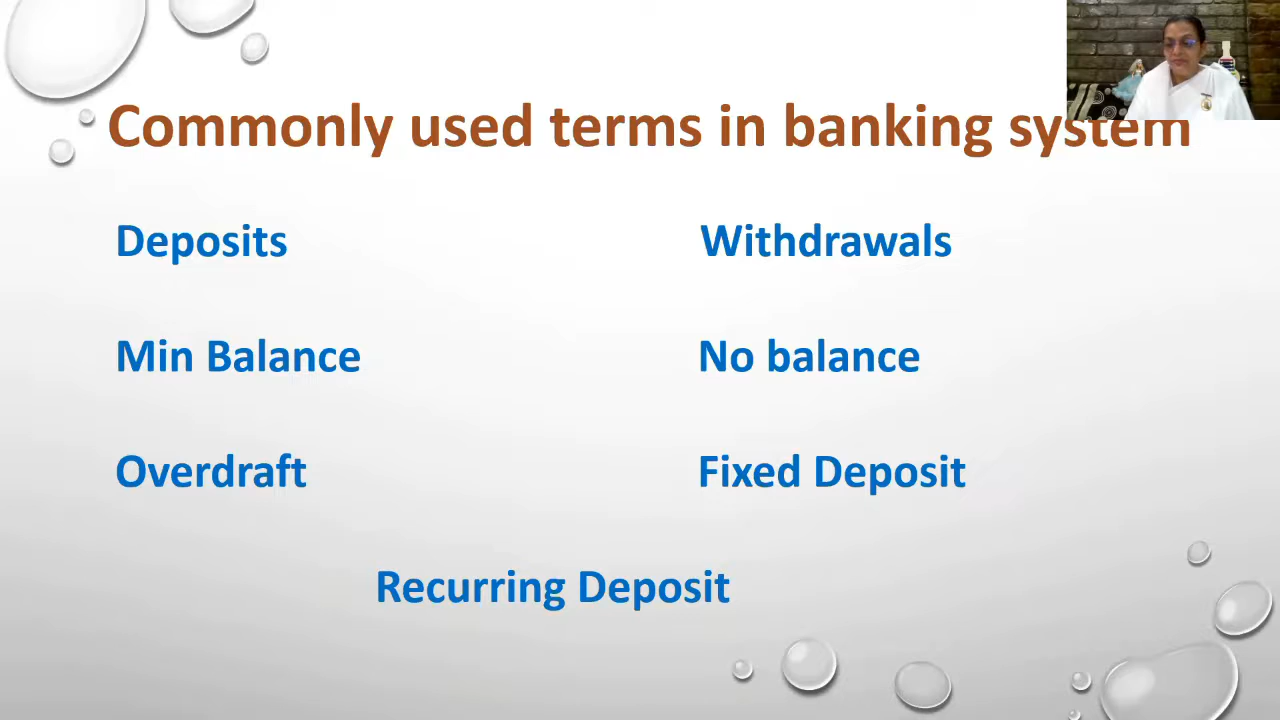 Commonly used terms in banking system
Deposits Withdrawals
Min Balance No balance
Overdraft Fixed Deposit
Recurring Deposit